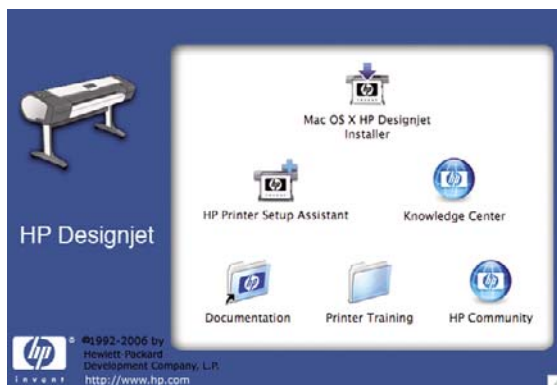 Mac OS X HP Designjet
Installer
HP Printer Setup Assistant
Knowledge Center
HP Designjet
Documentation
Printer Training
HP Community
hp
invent
®
©1992-2006 by
Hewlett-Packard
Development Company, L.P.
http://www.hp.com